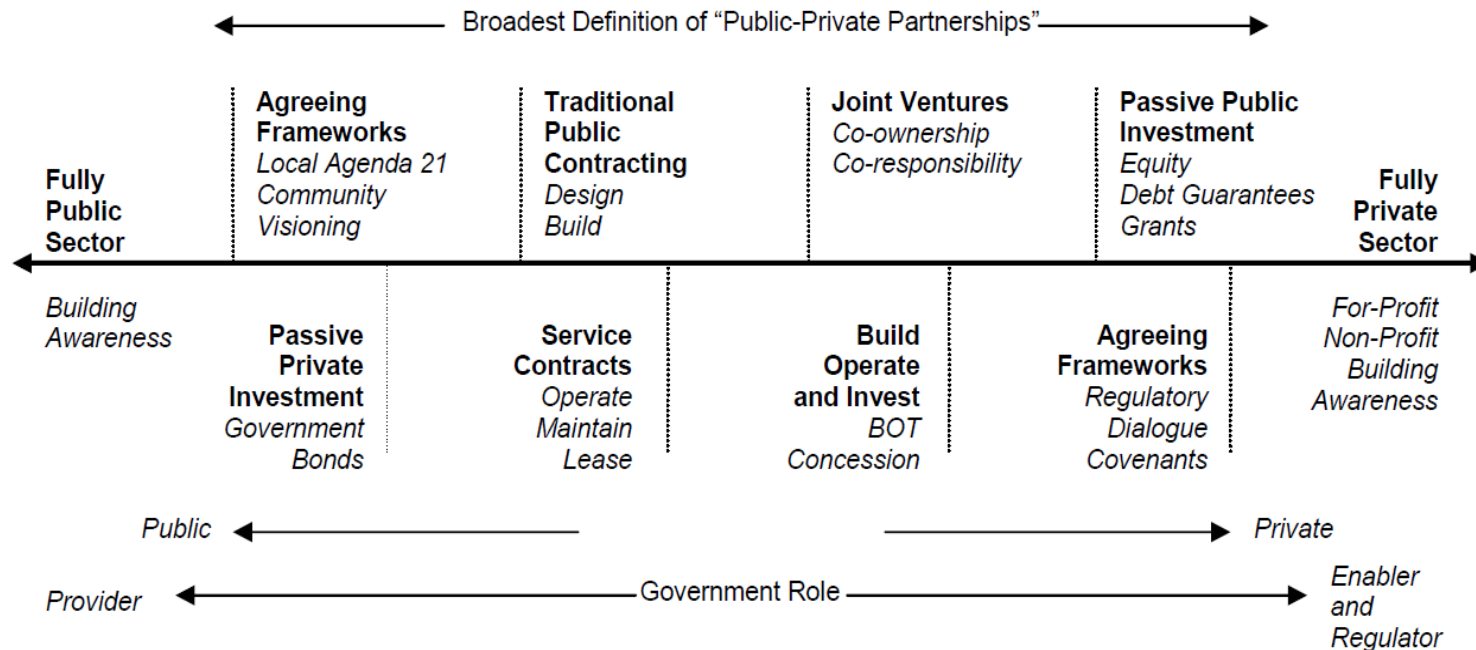 Broadest Definition of “Public-Private Partnerships”
Fully
Public
Sector
Agreeing
Frameworks
Local Agenda 21
Community
Visioning
Traditional
Public
Contracting
Design
Build
Joint Ventures
Co-ownership
Co-responsibility
Passive Public
Investment
Equity
Debt Guarantees
Grants
Fully
Private
Sector
Building
Awareness
Passive
Private
Investment
Government
Bonds
Service
Contracts
Operate
Maintain
Lease
Build
Operate
and Invest
BOT
Concession
Agreeing
Frameworks
Regulatory
Dialogue
Covenants
For-Profit
Non-Profit
Building
Awareness
Public
Private
Provider
Government Role
Enabler
and
Regulator